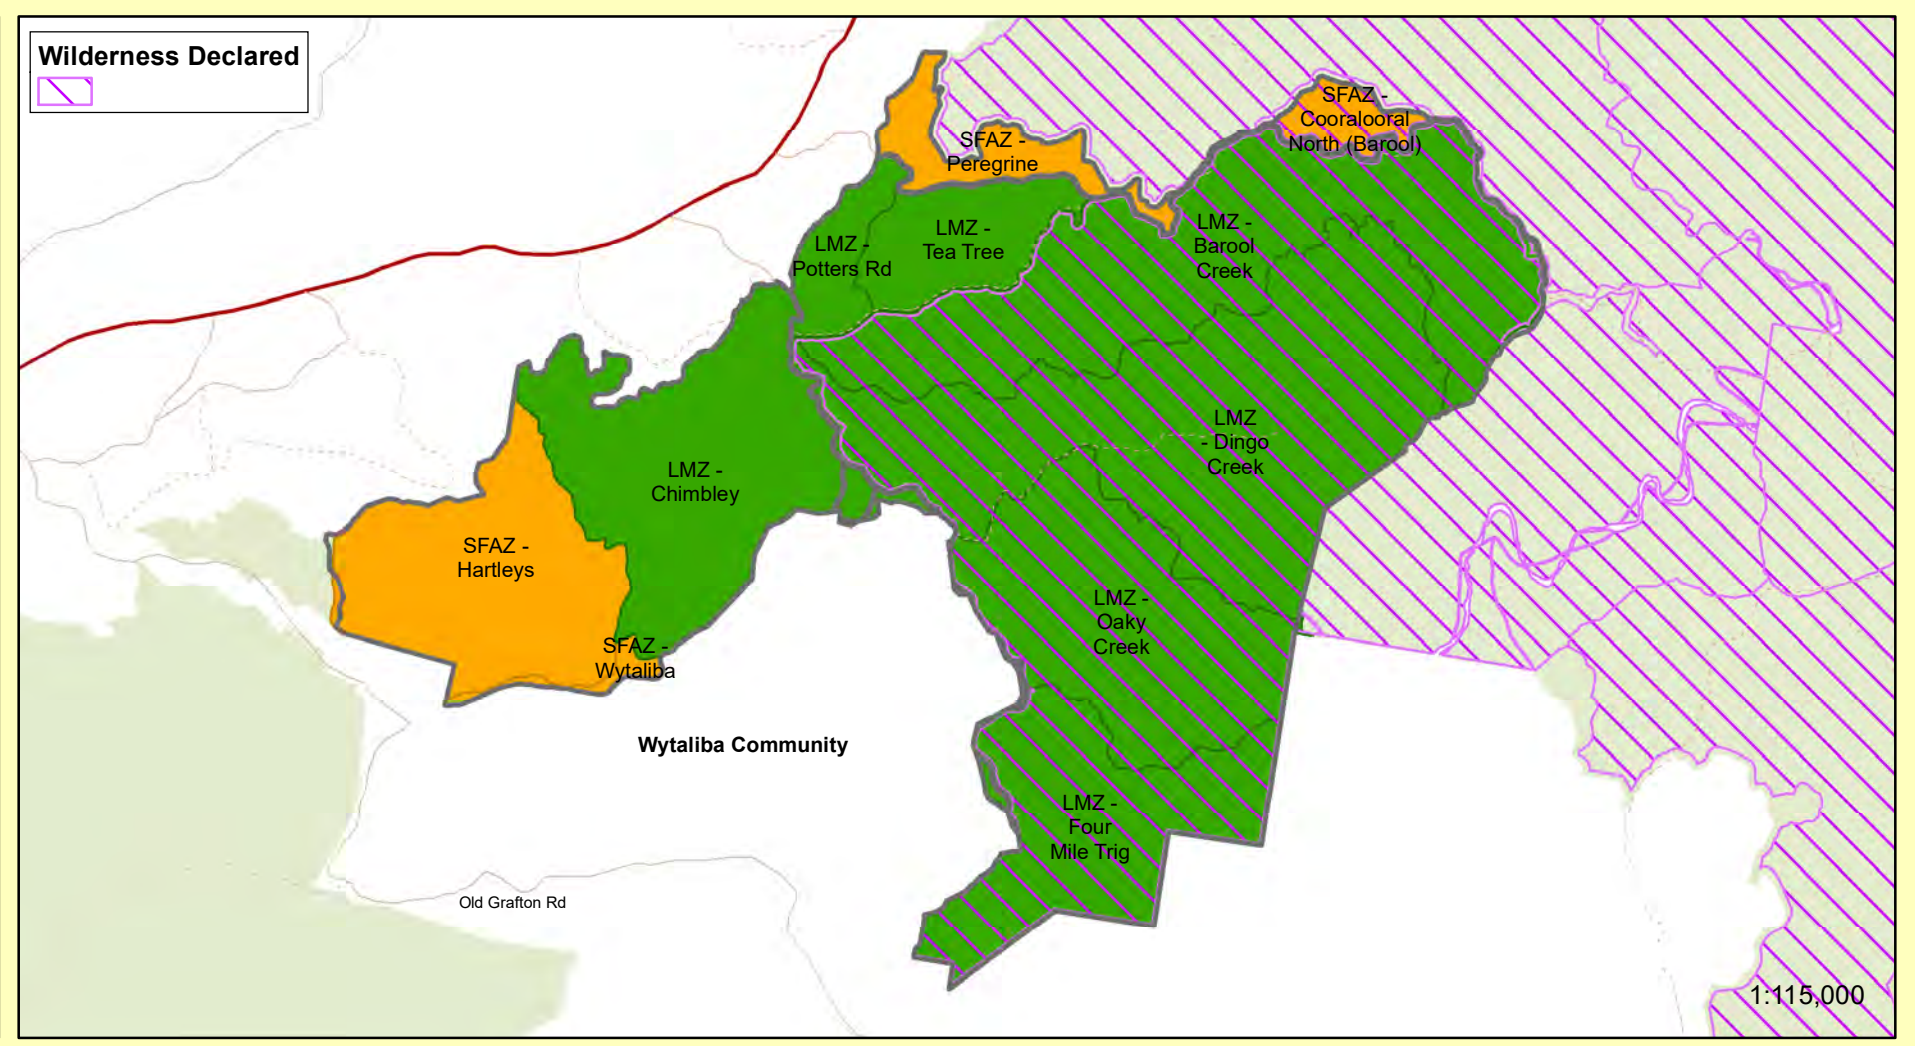 Wilderness Declared
SFAZ -
Cooralooral
North (Barool)
SFAZ -
Peregrine
LMZ -
Barool
Creek
LMZ -
Tea Tree
LMZ -
Potters Rd
LMZ
- Dingo
Creek
LMZ -
Chimbley
SFAZ -
Hartleys
LMZ -
Oaky
Creek
SFAZ -
Wytaliba
Wytaliba Community
LMZ -
Four
Mile Trig
Old Grafton Rd
1:115,000